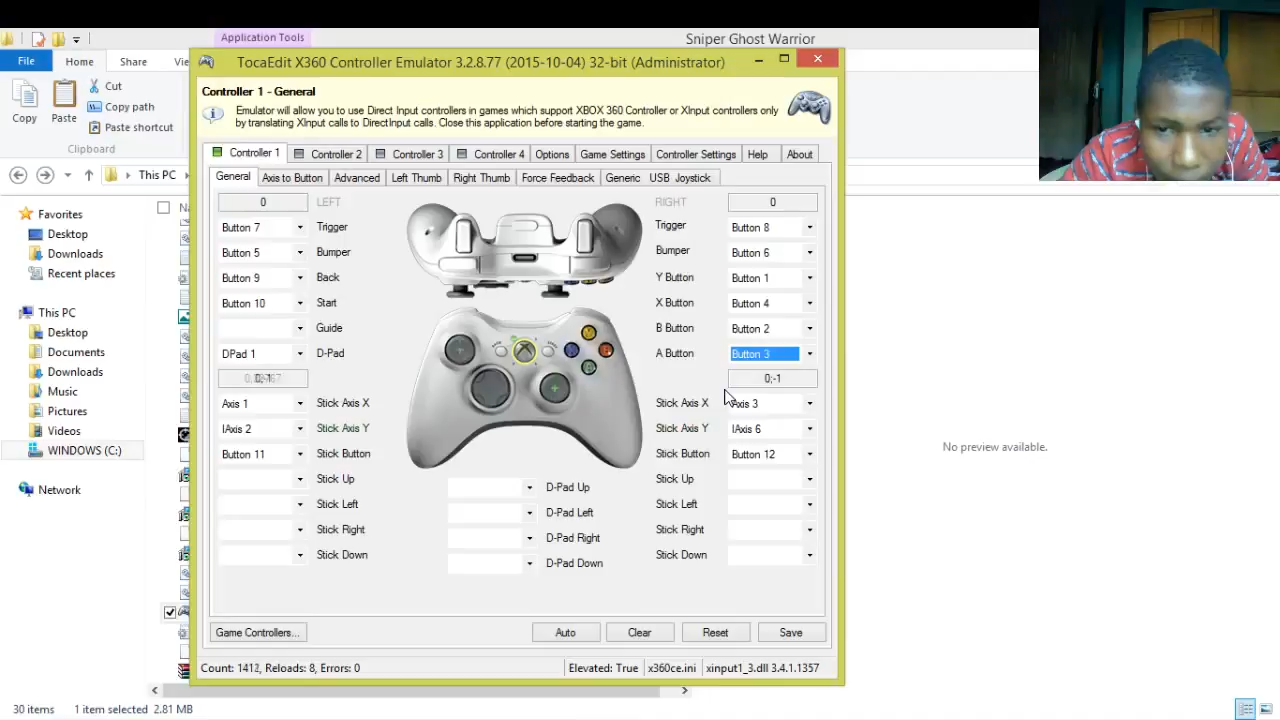 Application Tools
Sniper Ghost Warrior
File
Home
Share
Vi
Copy
Paste
Cut
Copy path
Paste shortcut
Clipboard
This PC
Favorites
Desktop
Downloads
Recent places
This PC
Desktop
Documents
Downloads
Music
Pictures
Videos
WINDOWS (C:)
Network
30 items
1 item selected 2.81 MB
No preview available.
TocaEdit X360 Controller Emulator 3.2.8.77 (2015-10-04) 32-bit (Administrator)
Controller 1 - General
Emulator will allow you to use Direct Input controllers in games which support XBOX 360 Controller or XInput controllers only
by translating XInput calls to DirectInput calls. Close this application before starting the game.
Controller 1
Controller 2
Controller 3
Controller 4
Options
Game Settings
Controller Settings
Help
About
General
Axis to Button
Advanced
Left Thumb
Right Thumb
Force Feedback
Generic USB Joystick
0 LEFT
Button 7 Trigger
Button 5 Bumper
Button 9 Back
Button 10 Start
Guide
DPad 1 D-Pad
Axis 1 Stick Axis X
IAxis 2 Stick Axis Y
Button 11 Stick Button
Stick Up
Stick Left
Stick Right
Stick Down
D-Pad Up
D-Pad Left
D-Pad Right
D-Pad Down
RIGHT 0
Trigger Button 8
Bumper Button 6
Y Button Button 1
X Button Button 4
B Button Button 2
A Button Button 3
0;-1
Stick Axis X Axis 3
Stick Axis Y IAxis 6
Stick Button Button 12
Stick Up
Stick Left
Stick Right
Stick Down
Game Controllers...
Auto
Clear
Reset
Save
Count: 1412, Reloads: 8, Errors: 0
Elevated: True
x360ce.ini
xinput1_3.dll 3.4.1.1357